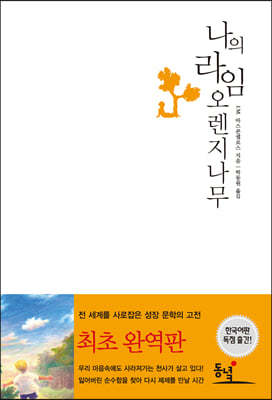 나의
라임
오렌지나무
J.M. 바스콘셀로스 지음 | 박동원 옮김
전 세계를 사로잡은 성장 문학의 고전
최초 완역판
한국어판
독점 출간!
우리 마음속에도 사라져가는 천사가 살고 있다!
잃어버린 순수함을 찾아 다시 제제를 만날 시간
동녘